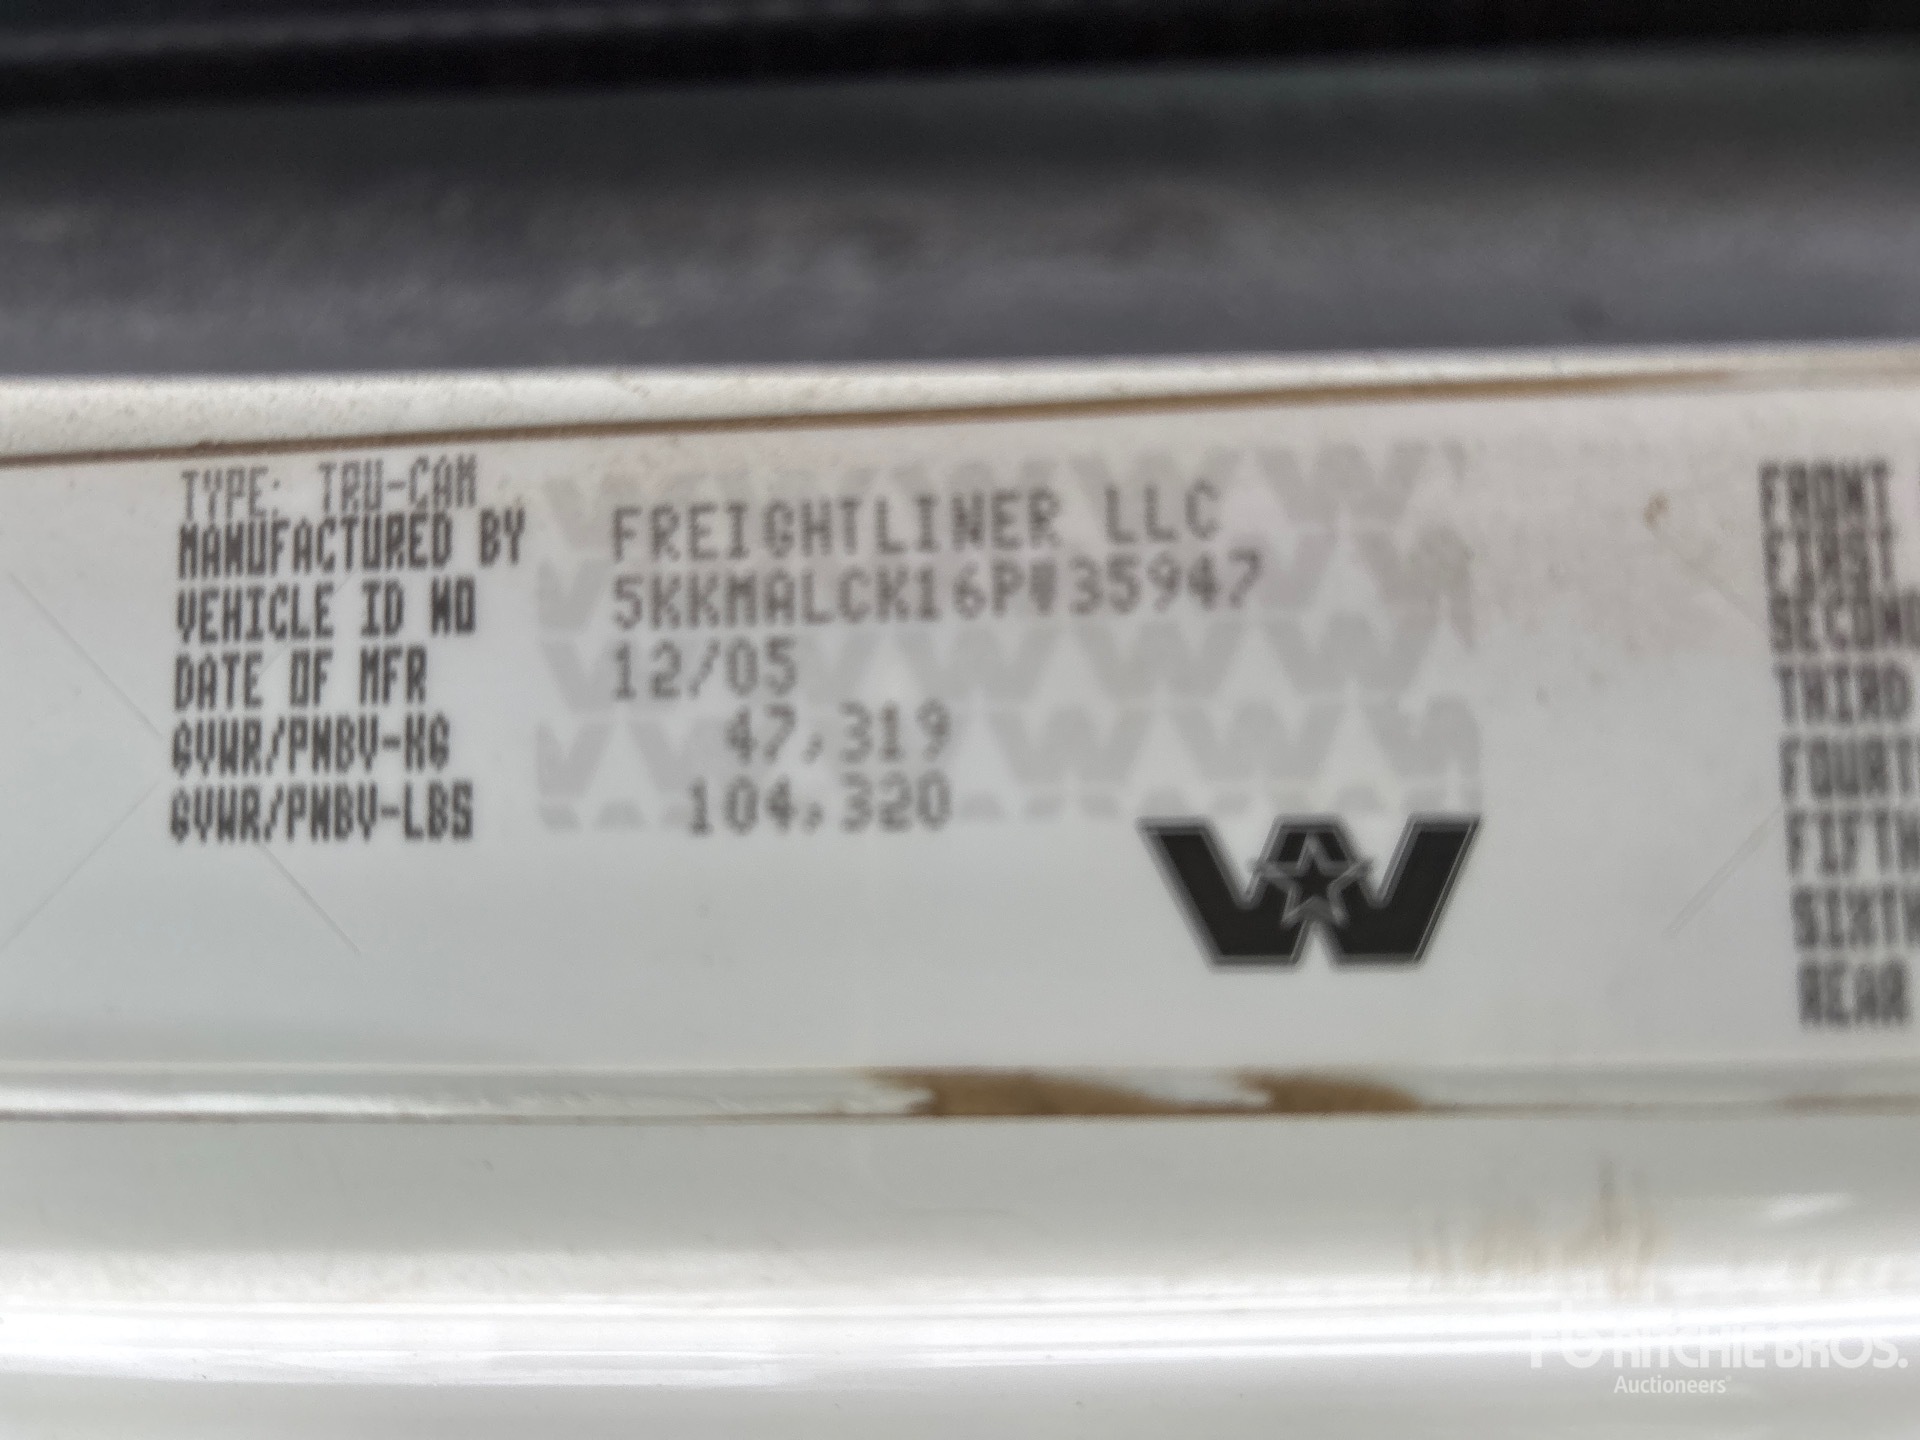 TYPE: TRU-CAM
MANUFACTURED BY FREIGHTLINER LLC
VEHICLE ID NO 5KKMALCK16PW35947
DATE OF MFR 12/05
GVWR/PNBV-KG 47,319
GVWR/PNBV-LBS 104,320
FRONT
FIRST
SECOND
THIRD
FOURTH
FIFTH
SIXTH
REAR
RITCHIE BROS.
Auctioneers